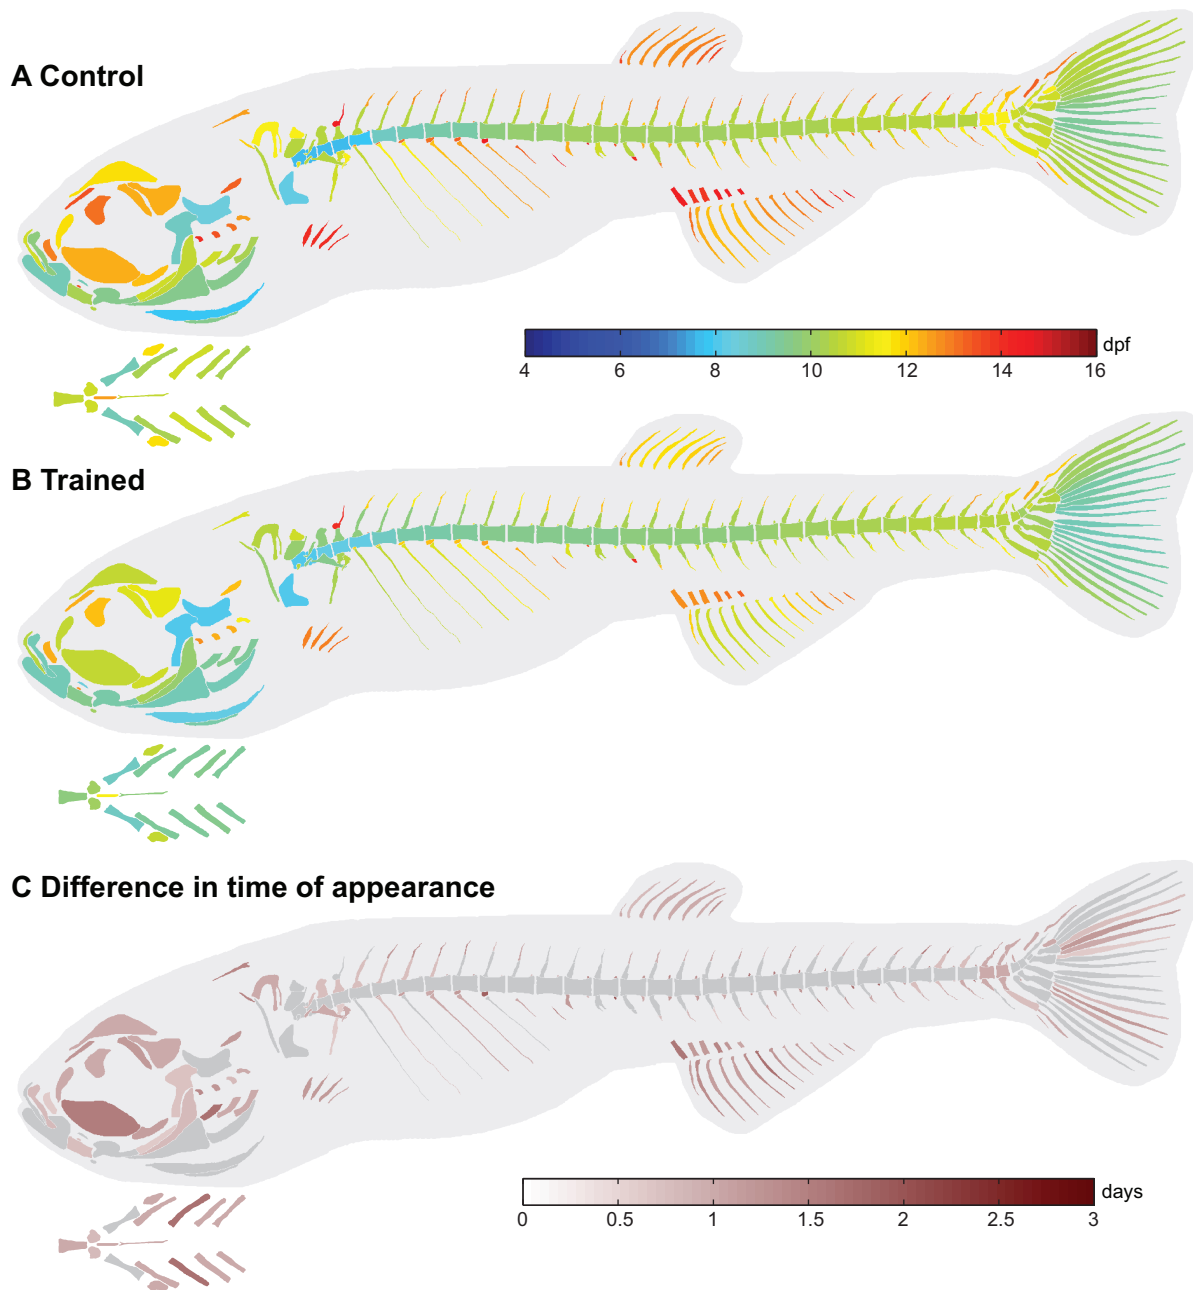 A Control
dpf
4 6 8 10 12 14 16
B Trained
C Difference in time of appearance
days
0 0.5 1 1.5 2 2.5 3